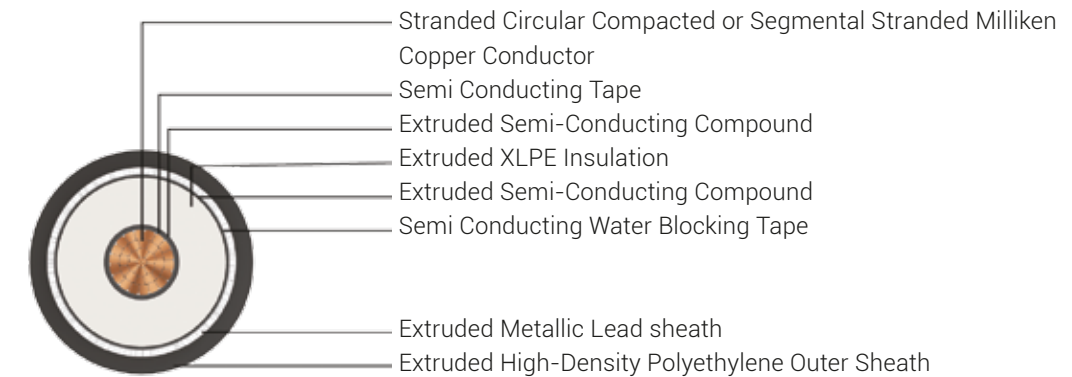 Stranded Circular Compacted or Segmental Stranded Milliken
Copper Conductor
Semi Conducting Tape
Extruded Semi-Conducting Compound
Extruded XLPE Insulation
Extruded Semi-Conducting Compound
Semi Conducting Water Blocking Tape
Extruded Metallic Lead sheath
Extruded High-Density Polyethylene Outer Sheath